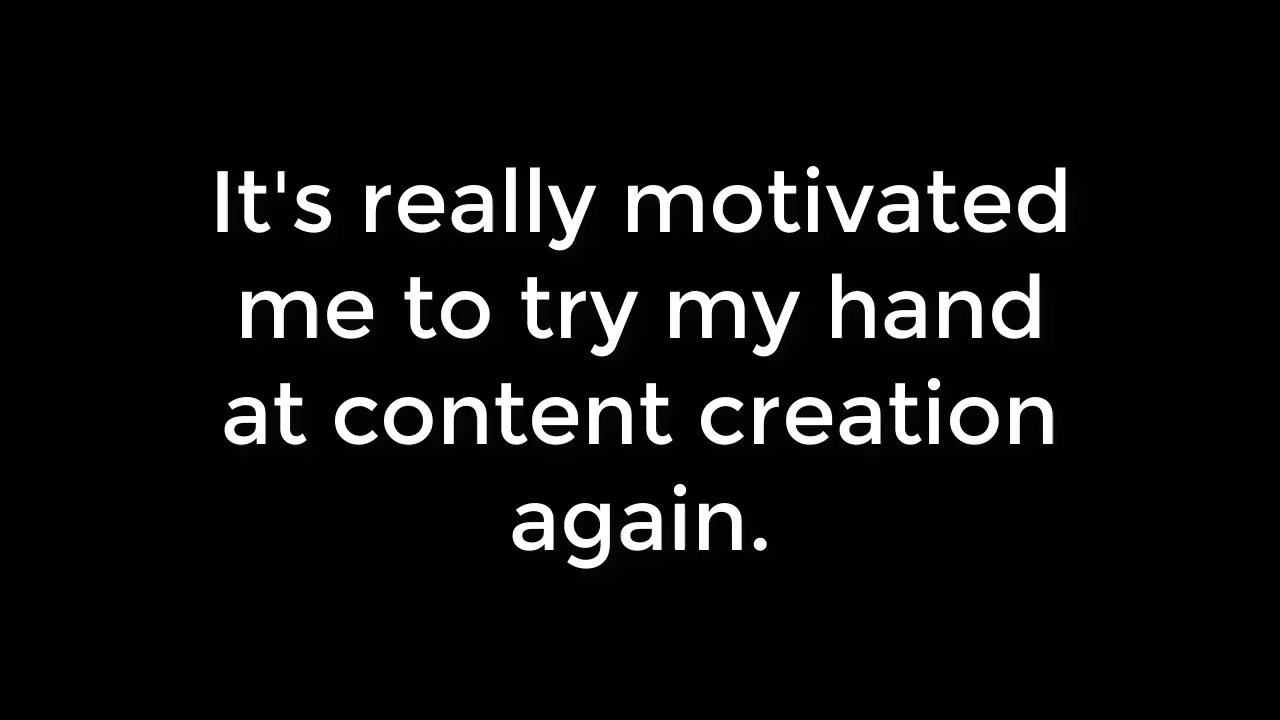 It's really motivated
me to try my hand
at content creation
again.